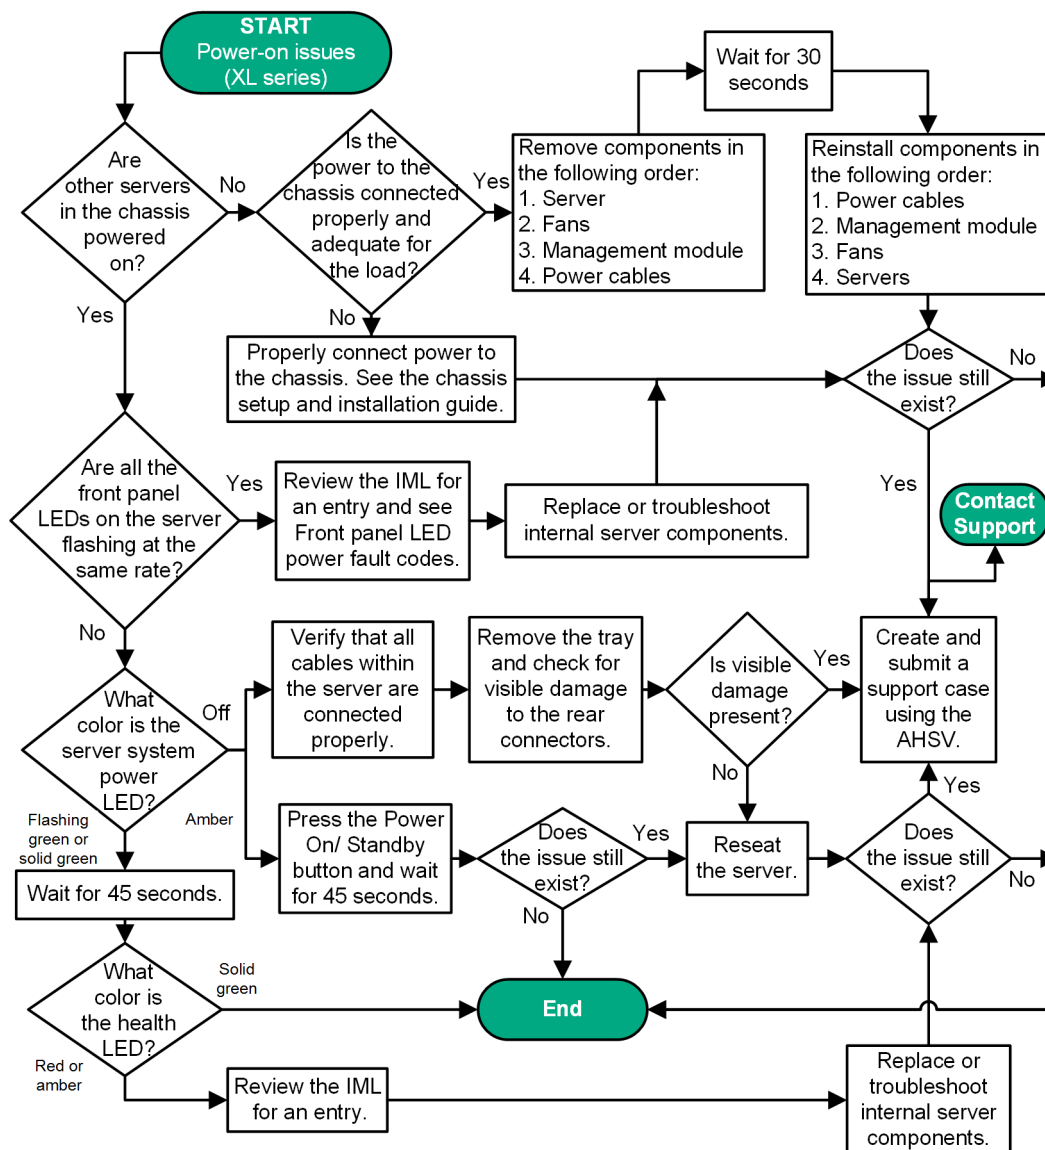 START
Power-on issues
(XL series)
Wait for 30
seconds
Are
other servers
in the chassis
powered
on?
No
Yes
Is the
power to the
chassis connected
properly and
adequate for
the load?
Yes
No
Remove components in
the following order:
1. Server
2. Fans
3. Management module
4. Power cables
Reinstall components in
the following order:
1. Power cables
2. Management module
3. Fans
4. Servers
Properly connect power to
the chassis. See the chassis
setup and installation guide.
Does
the issue still
exist?
No
Yes
Are all the
front panel
LEDs on the server
flashing at the
same rate?
Yes
No
Review the IML for
an entry and see
Front panel LED
power fault codes.
Replace or troubleshoot
internal server components.
Contact
Support
What
color is the
server system
power
LED?
Off
Amber
Flashing
green or
solid green
Verify that all
cables within
the server are
connected
properly.
Remove the tray
and check for
visible damage
to the rear
connectors.
Is visible
damage
present?
Yes
No
Create and
submit a
support case
using the
AHSV.
Press the Power
On/ Standby
button and wait
for 45 seconds.
Does
the issue still
exist?
Yes
No
Reseat
the server.
Does
the issue still
exist?
Yes
No
Wait for 45 seconds.
What
color is
the health
LED?
Solid
green
Red or
amber
End
Review the IML
for an entry.
Replace or
troubleshoot
internal server
components.